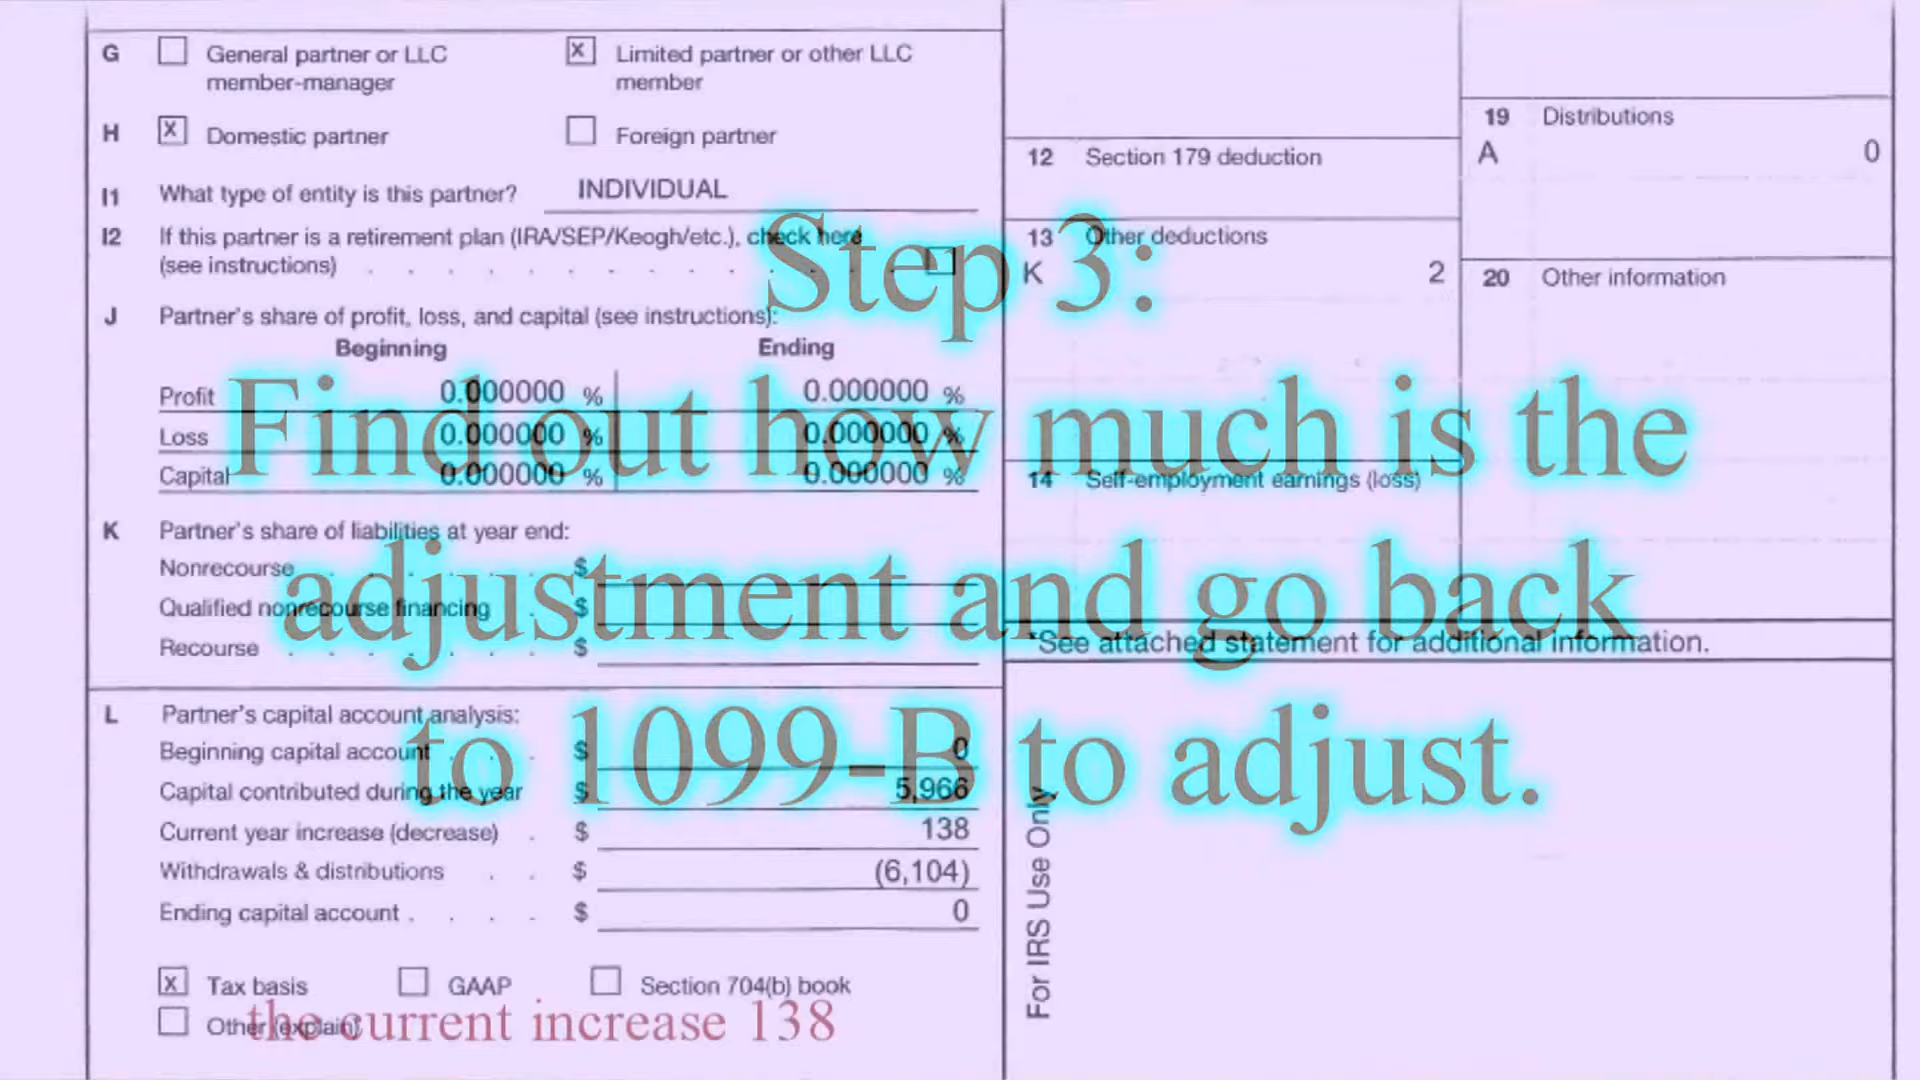 G General partner or LLC member-manager
X Limited partner or other LLC member
H X Domestic partner
Foreign partner
I1 What type of entity is this partner? INDIVIDUAL
I2 If this partner is a retirement plan (IRA/SEP/Keogh/etc.), check here
(see instructions) . . . . . . . . . . . .
J Partner's share of profit, loss, and capital (see instructions):
Beginning Ending
Profit 0.000000 % 0.000000 %
Loss 0.000000 % 0.000000 %
Capital 0.000000 % 0.000000 %
K Partner's share of liabilities at year end:
Nonrecourse . . . . . . $
Qualified nonrecourse financing . $
Recourse . . . . . . . $
L Partner's capital account analysis:
Beginning capital account . . . $ 0
Capital contributed during the year $ 5,966
Current year increase (decrease) . $ 138
Withdrawals & distributions . . $ (6,104)
Ending capital account . . . . $ 0
X Tax basis GAAP Section 704(b) book
Other (explain)
12 Section 179 deduction
13 Other deductions
K 2
14 Self-employment earnings (loss)
19 Distributions
A 0
20 Other information
*See attached statement for additional information.
For IRS Use Only
Step 3:
Find out how much is the
adjustment and go back
to 1099-B to adjust.
the current increase 138